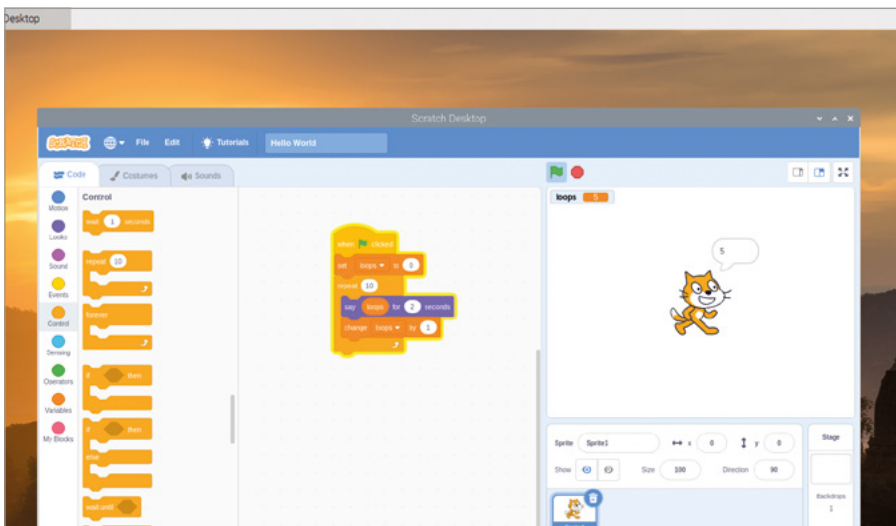 Desktop
Scratch Desktop
SCRATCH
File Edit Tutorials Hello World
Code Costumes Sounds
Motion
Looks
Sound
Events
Control
Sensing
Operators
Variables
My Blocks
Control
wait 1 seconds
repeat 10
forever
if then
if then
else
wait until
when clicked
set loops to 0
repeat 10
say loops for 2 seconds
change loops by 1
loops 5
5
Sprite Sprite1 x 0 y 0
Show Size 100 Direction 90
Stage
Backdrops
1